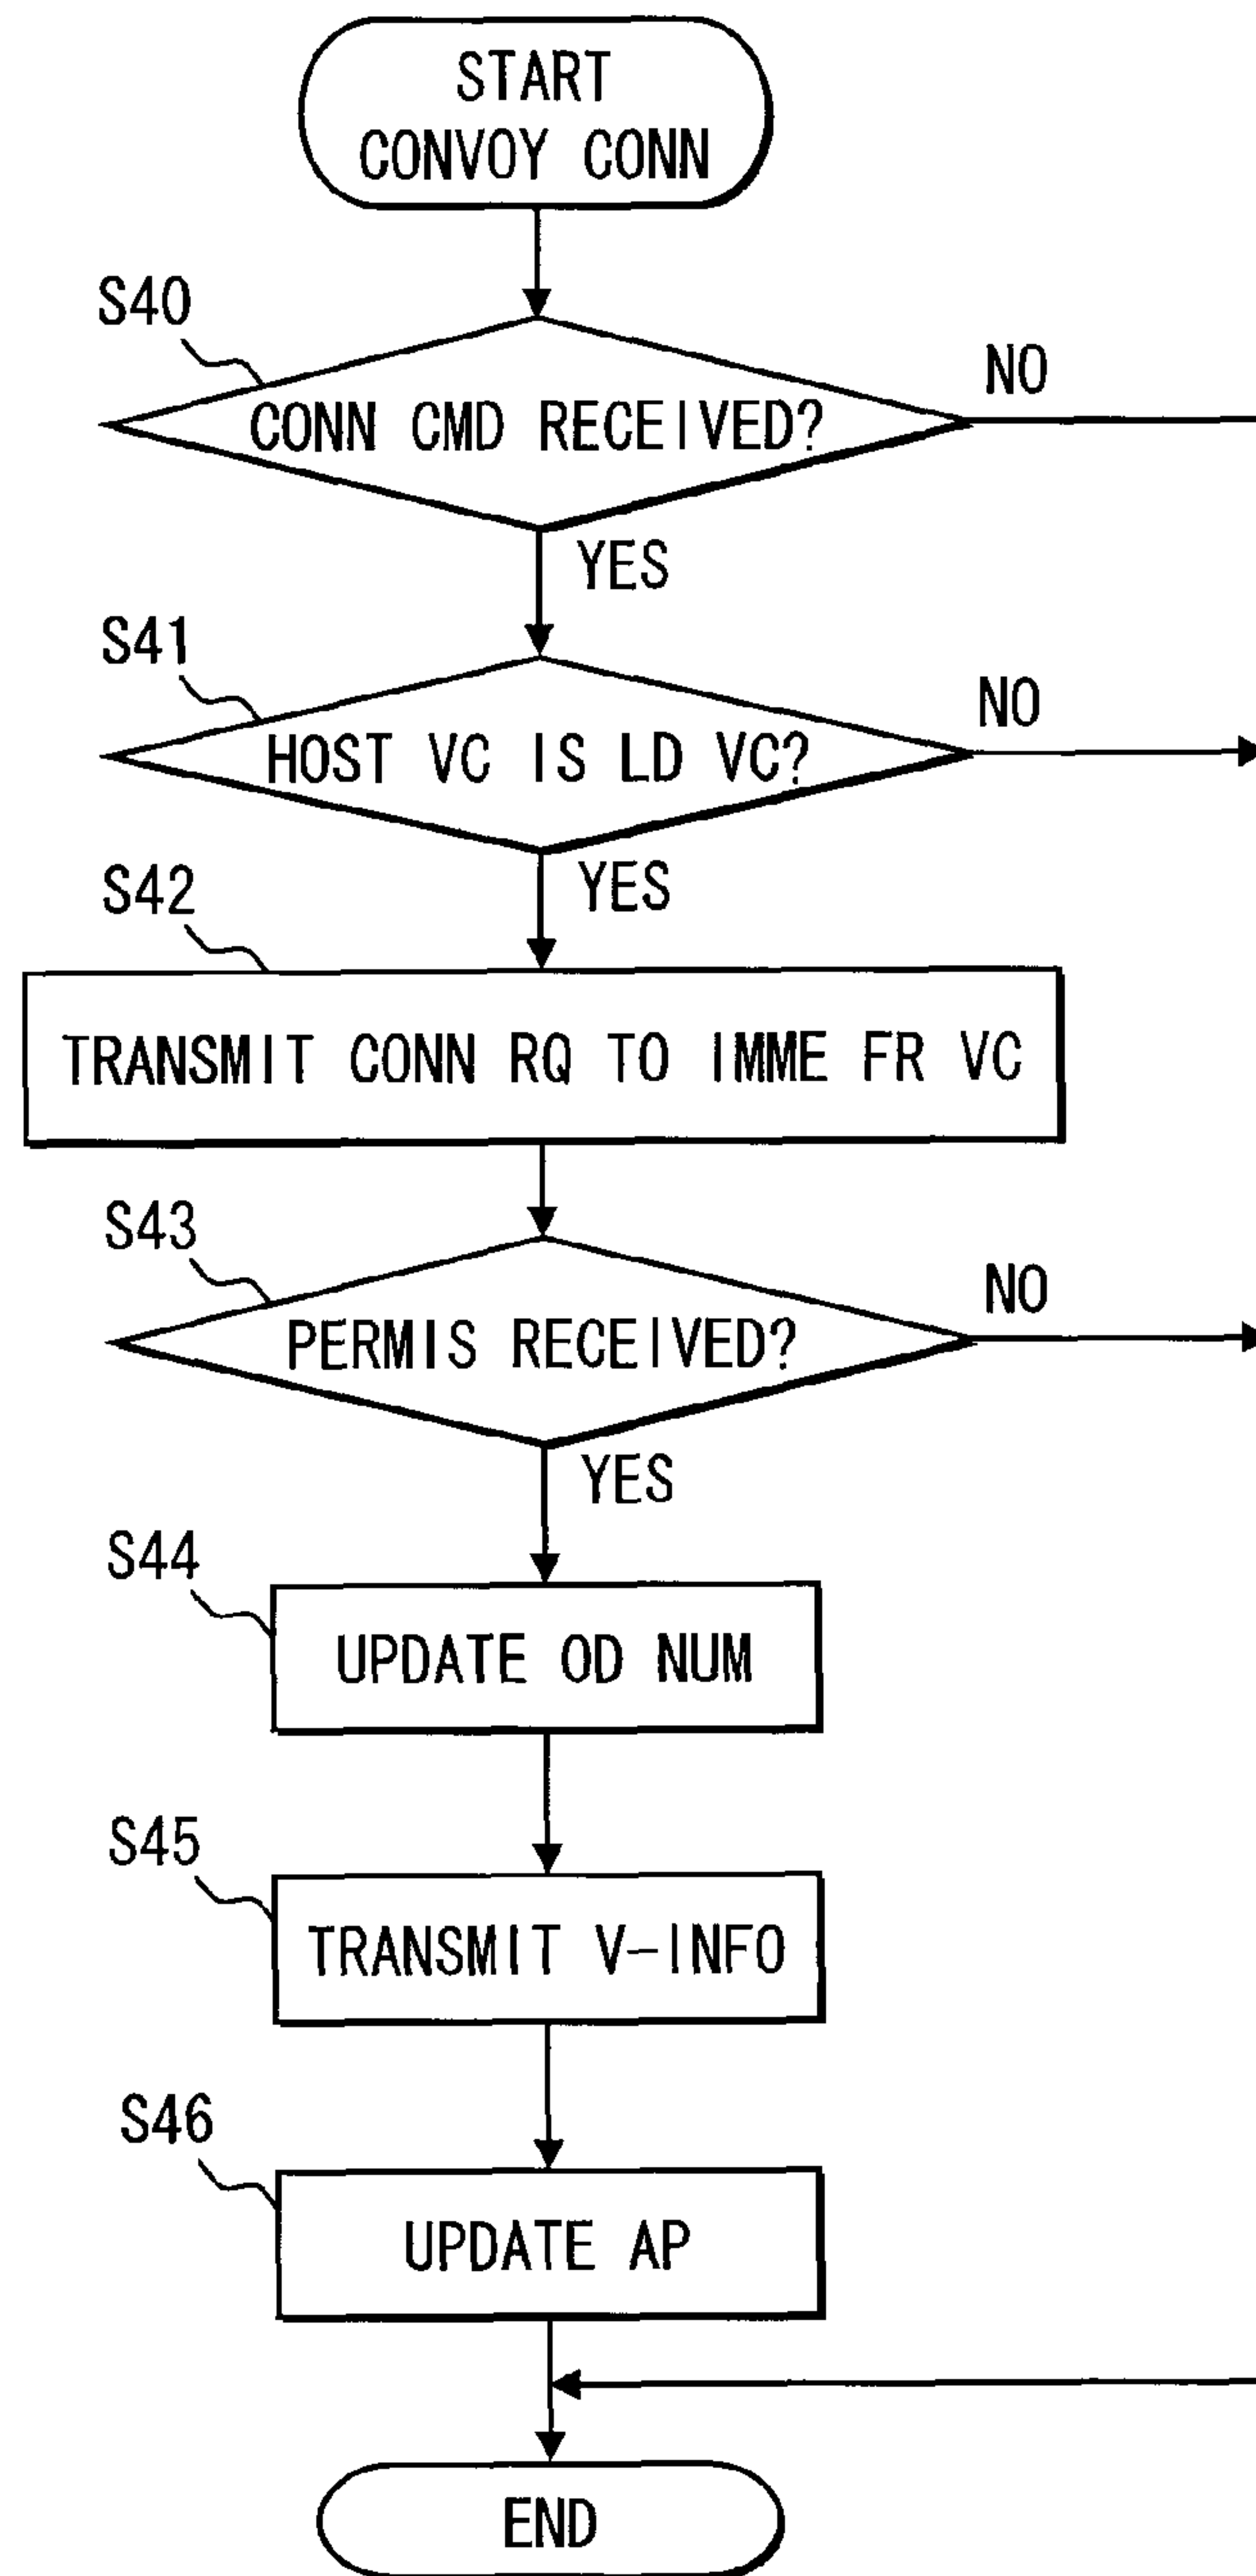 START
CONVOY CONN
S40
NO
CONN CMD RECEIVED?
YES
S41
NO
HOST VC IS LD VC?
YES
S42
TRANSMIT CONN RQ TO IMME FR VC
S43
NO
PERMIS RECEIVED?
YES
S44
UPDATE OD NUM
S45
TRANSMIT V-INFO
S46
UPDATE AP
END